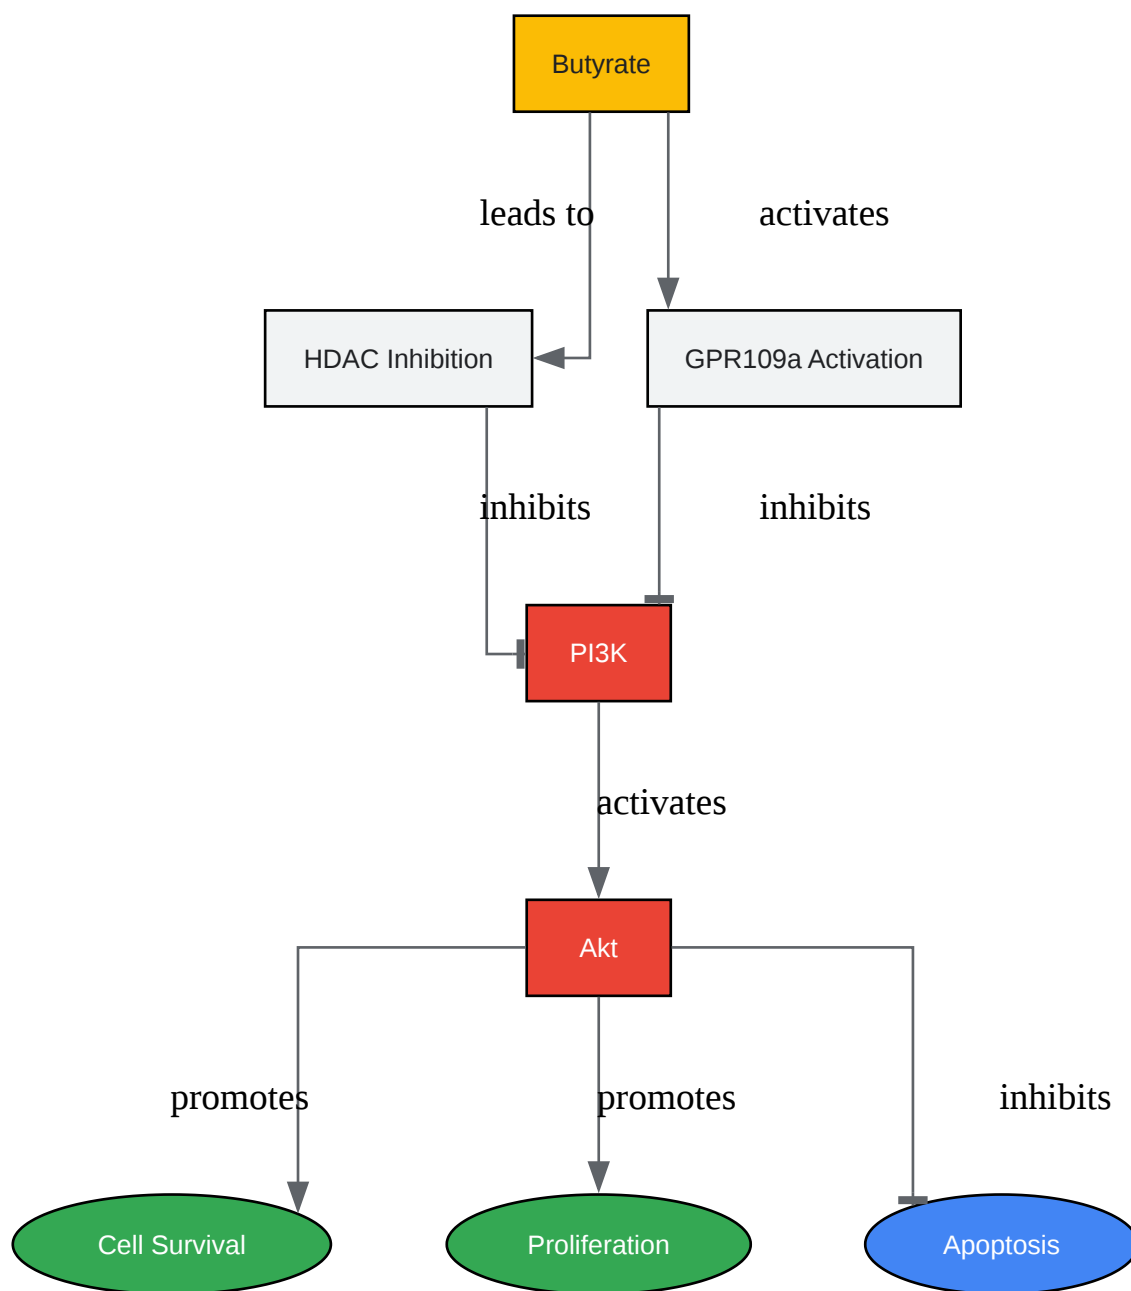 Butyrate
leads to
activates
HDAC Inhibition
GPR109a Activation
inhibits
inhibits
PI3K
activates
Akt
promotes
promotes
inhibits
Cell Survival
Proliferation
Apoptosis